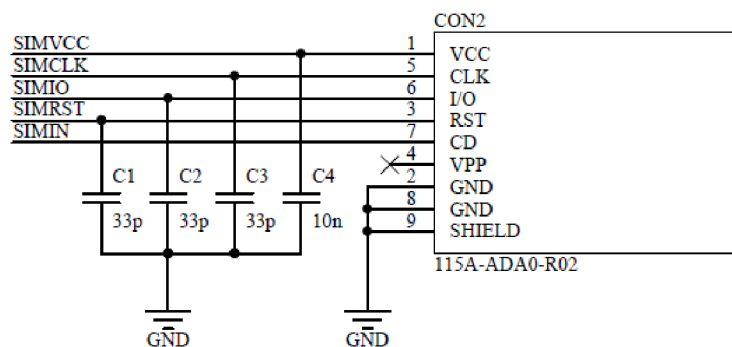 CON2
SIMVCC 1 VCC
SIMCLK 5 CLK
SIMIO 6 I/O
SIMRST 3 RST
SIMIN 7 CD
4 VPP
2 GND
8 GND
9 SHIELD
C1 C2 C3 C4
33p 33p 33p 10n
115A-ADA0-R02
GND GND